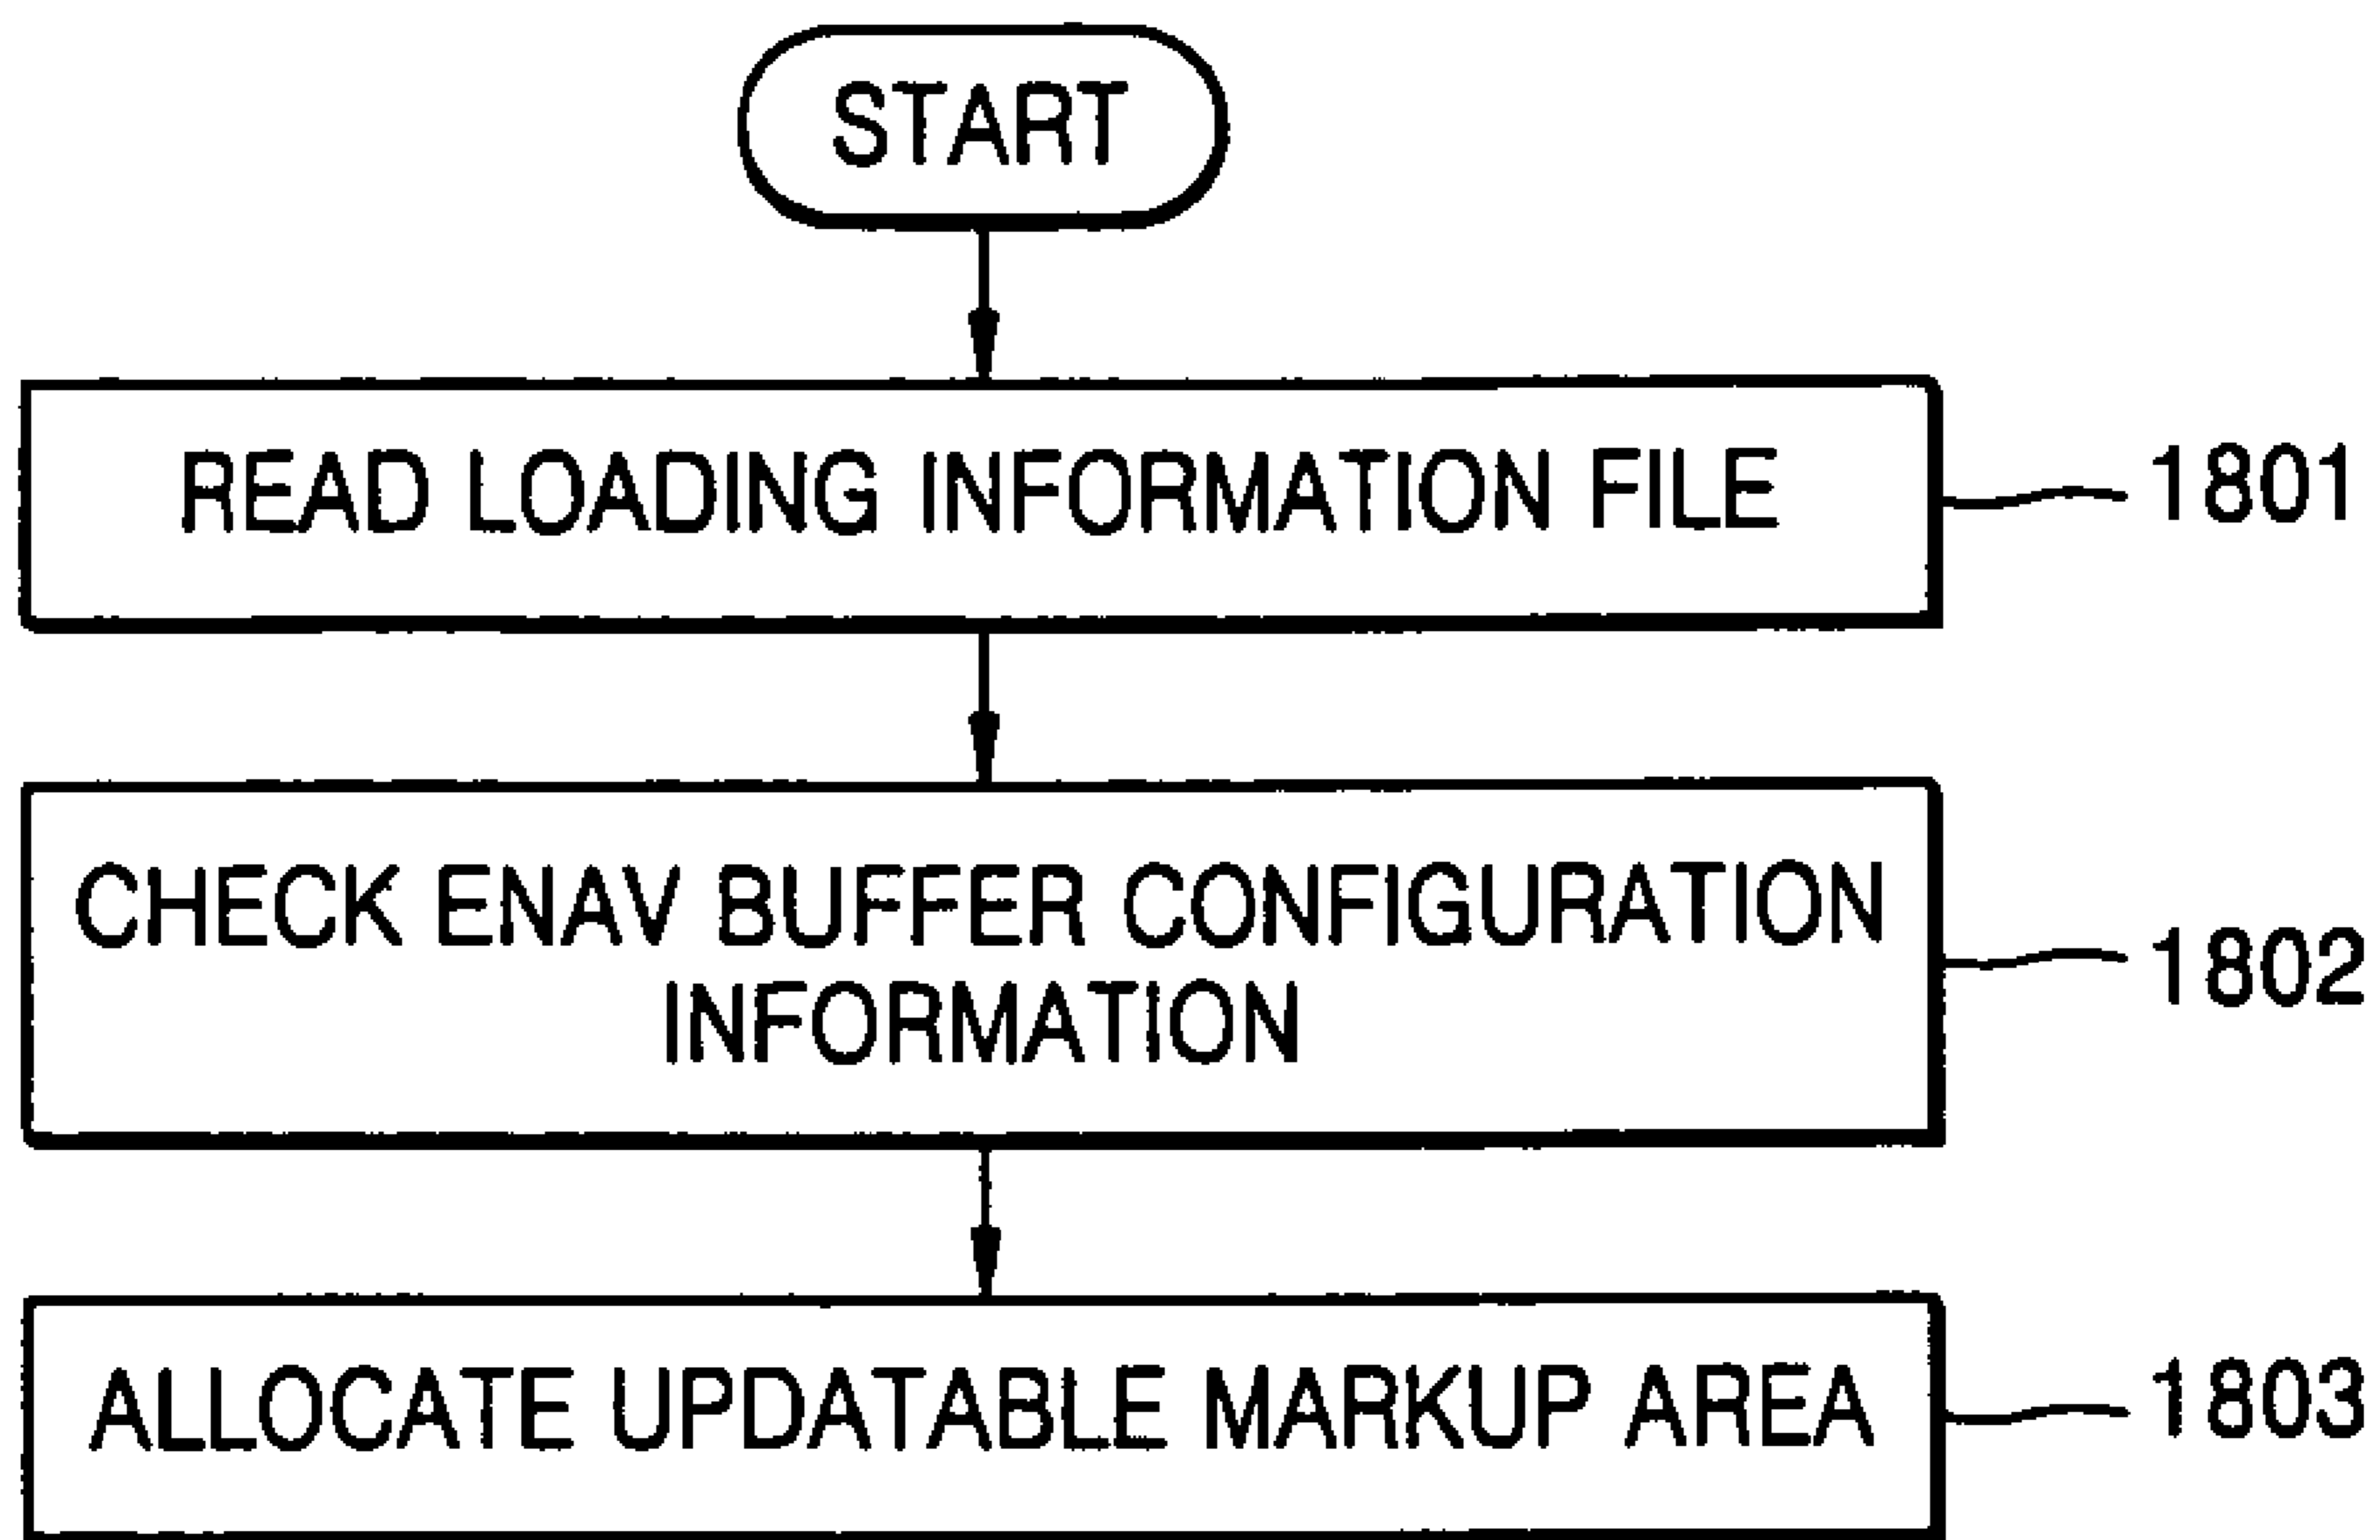 START
READ LOADING INFORMATION FILE
1801
CHECK ENAV BUFFER CONFIGURATION
INFORMATION
1802
ALLOCATE UPDATABLE MARKUP AREA
1803